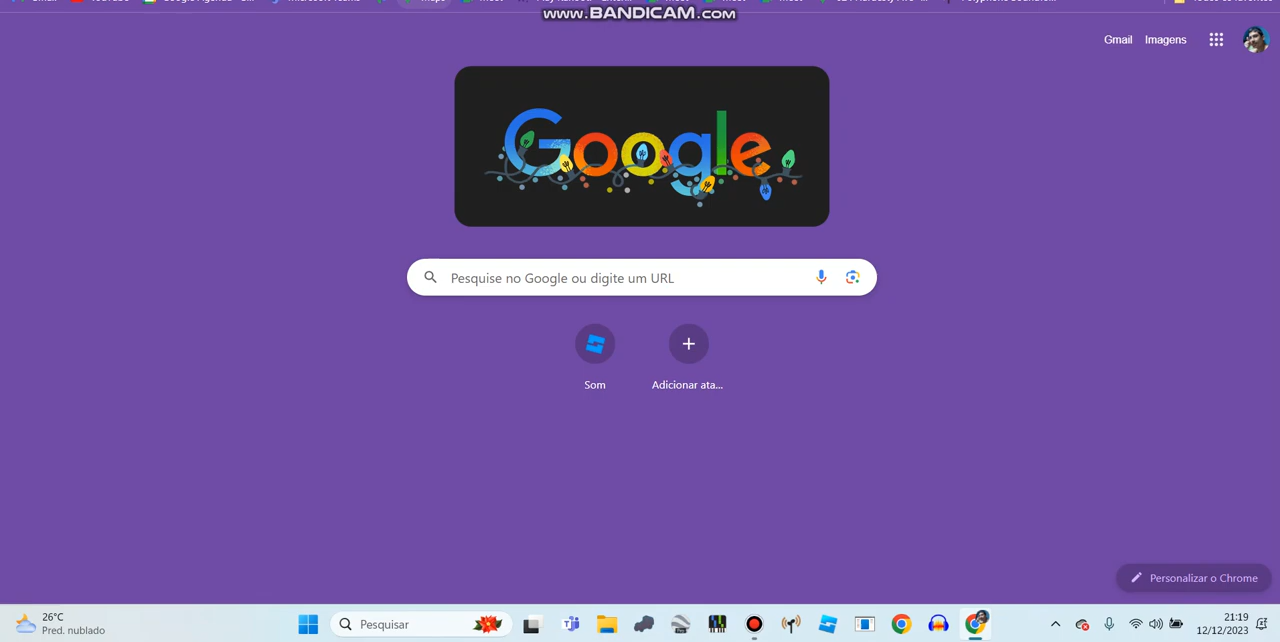 www.BANDICAM.com
Gmail Imagens
Google
Pesquise no Google ou digite um URL
Som Adicionar ata...
Personalizar o Chrome
26°C
Pred. nublado
Pesquisar
21:19
12/12/2023